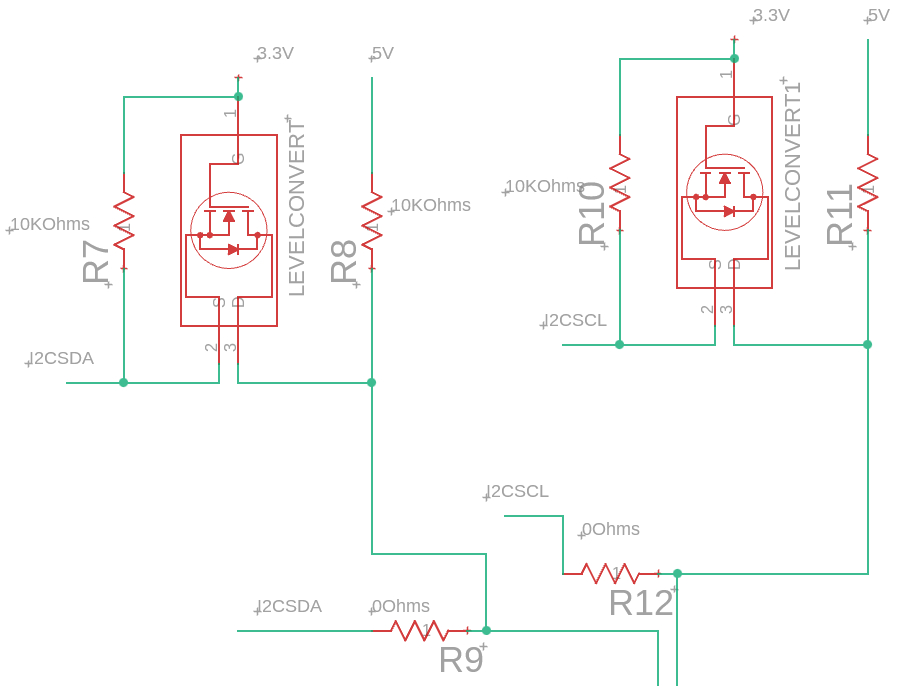 3.3V
5V
3.3V
5V
1
1
G
G
LEVELCONVERT
LEVELCONVERT1
10KOhms
1
1
10KOhms
R10
R11
10KOhms
1
1
R7
R8
S
D
S
D
2
3
2
3
I2CSCL
I2CSDA
I2CSCL
0Ohms
1
R12
I2CSDA
0Ohms
1
R9